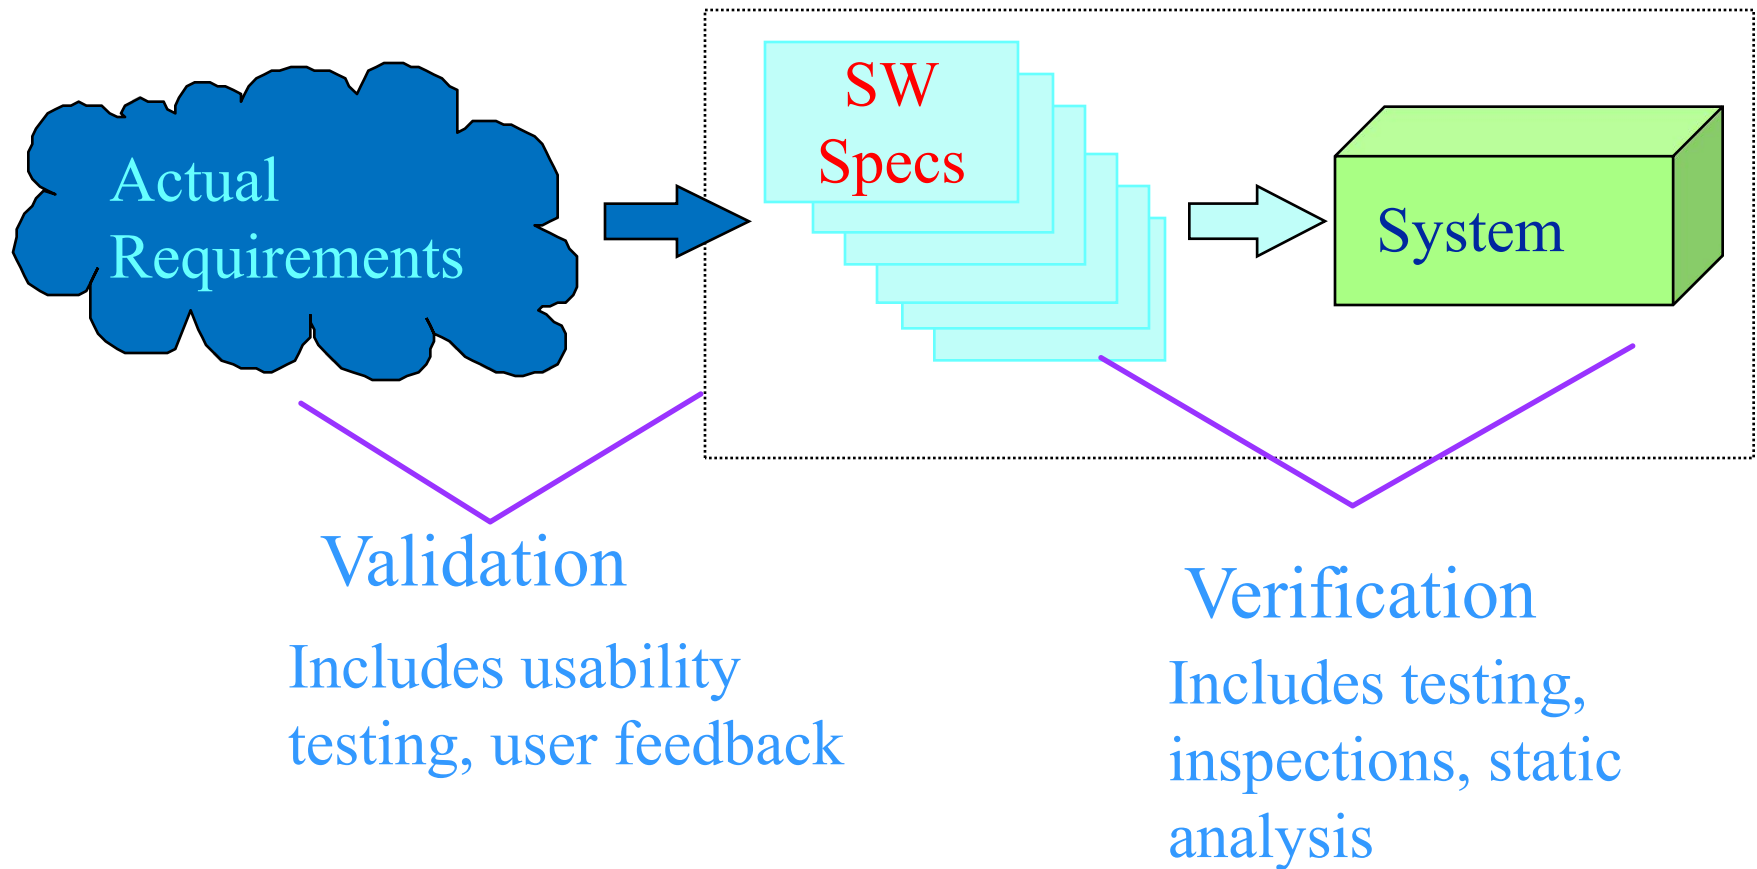 Actual
Requirements
SW
Specs
System
Validation
Includes usability
testing, user feedback
Verification
Includes testing,
inspections, static
analysis